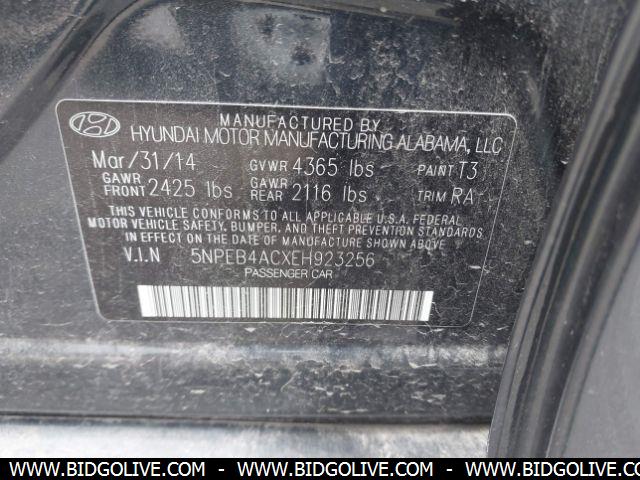 MANUFACTURED BY
HYUNDAI MOTOR MANUFACTURING ALABAMA, LLC
Mar/31/14 GVWR 4365 lbs PAINT T3
GAWR FRONT 2425 lbs GAWR REAR 2116 lbs TRIM RA
THIS VEHICLE CONFORMS TO ALL APPLICABLE U.S.A. FEDERAL
MOTOR VEHICLE SAFETY, BUMPER, AND THEFT PREVENTION STANDARDS
IN EFFECT ON THE DATE OF MANUFACTURE SHOWN ABOVE.
V.I.N 5NPEB4ACXEH923256
PASSENGER CAR
WWW.BIDGOLIVE.COM - WWW.BIDGOLIVE.COM - WWW.BIDGOLIVE.COM - WWW.BIDGOLIVE.COM